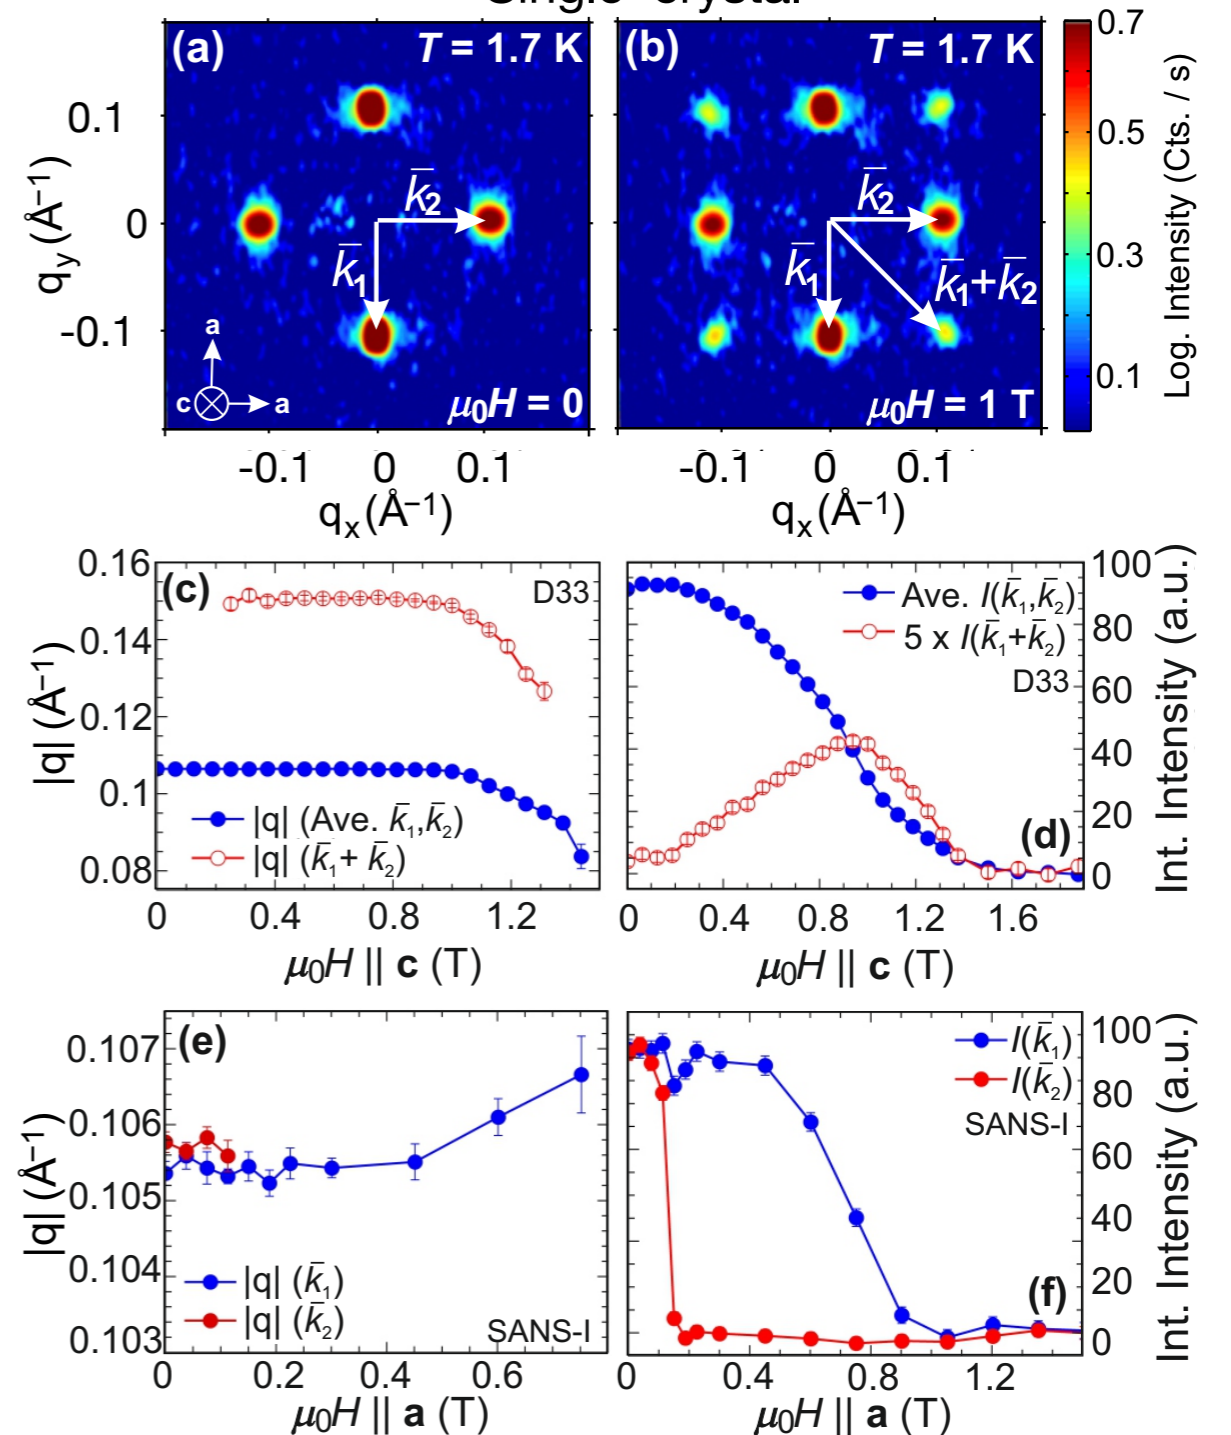 Single crystal
(a) T = 1.7 K
(b) T = 1.7 K
0.7
0.5
0.3
0.1
Log. Intensity (Cts. / s)
0.1
0
-0.1
q_y (Å⁻¹)
k̄₂
k̄₁
a
c
a
μ₀H = 0
k̄₂
k̄₁
k̄₁+k̄₂
μ₀H = 1 T
-0.1 0 0.1
q_x (Å⁻¹)
-0.1 0 0.1
q_x (Å⁻¹)
(c) D33
0.16
0.14
0.12
0.1
0.08
|q| (Å⁻¹)
|q| (Ave. k̄₁,k̄₂)
|q| (k̄₁+ k̄₂)
0 0.4 0.8 1.2
μ₀H || c (T)
Ave. I(k̄₁,k̄₂)
5 x I(k̄₁+k̄₂)
D33
(d)
100
80
60
40
20
0
Int. Intensity (a.u.)
0 0.4 0.8 1.2 1.6
μ₀H || c (T)
(e)
0.107
0.106
0.105
0.104
0.103
|q| (Å⁻¹)
|q| (k̄₁)
|q| (k̄₂)
SANS-I
0 0.2 0.4 0.6
μ₀H || a (T)
I(k̄₁)
I(k̄₂)
SANS-I
(f)
100
80
60
40
20
0
Int. Intensity (a.u.)
0 0.4 0.8 1.2
μ₀H || a (T)